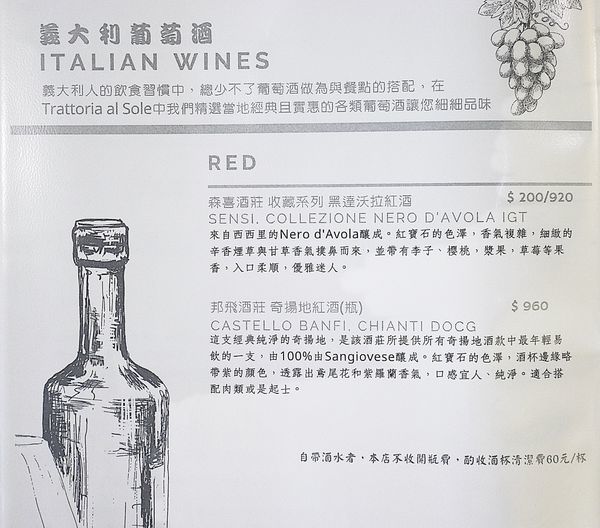 義大利葡萄酒
ITALIAN WINES
義大利人的飲食習慣中，總少不了葡萄酒做為與餐點的搭配，在
Trattoria al Sole中我們精選當地經典且實惠的各類葡萄酒讓您細細品味
RED
森喜酒莊 收藏系列 黑達沃拉紅酒 $ 200/920
SENSI, COLLEZIONE NERO D'AVOLA IGT
來自西西里的Nero d'Avola釀成。紅寶石的色澤，香氣複雜，細緻的
辛香煙草與甘草香氣撲鼻而來，並帶有李子、櫻桃，漿果，草莓等果
香，入口柔順，優雅迷人。
邦飛酒莊 奇揚地紅酒(瓶) $ 960
CASTELLO BANFI, CHIANTI DOCG
這支經典純淨的奇揚地，是該酒莊所提供所有奇揚地酒款中最年輕易
飲的一支，由100%由Sangiovese釀成。紅寶石的色澤，酒杯邊緣略
帶紫的顏色，透露出鳶尾花和紫羅蘭香氣，口感宜人、純淨。適合搭
配肉類或是起士。
自帶酒水者，本店不收開瓶費，酌收酒杯清潔費60元/杯